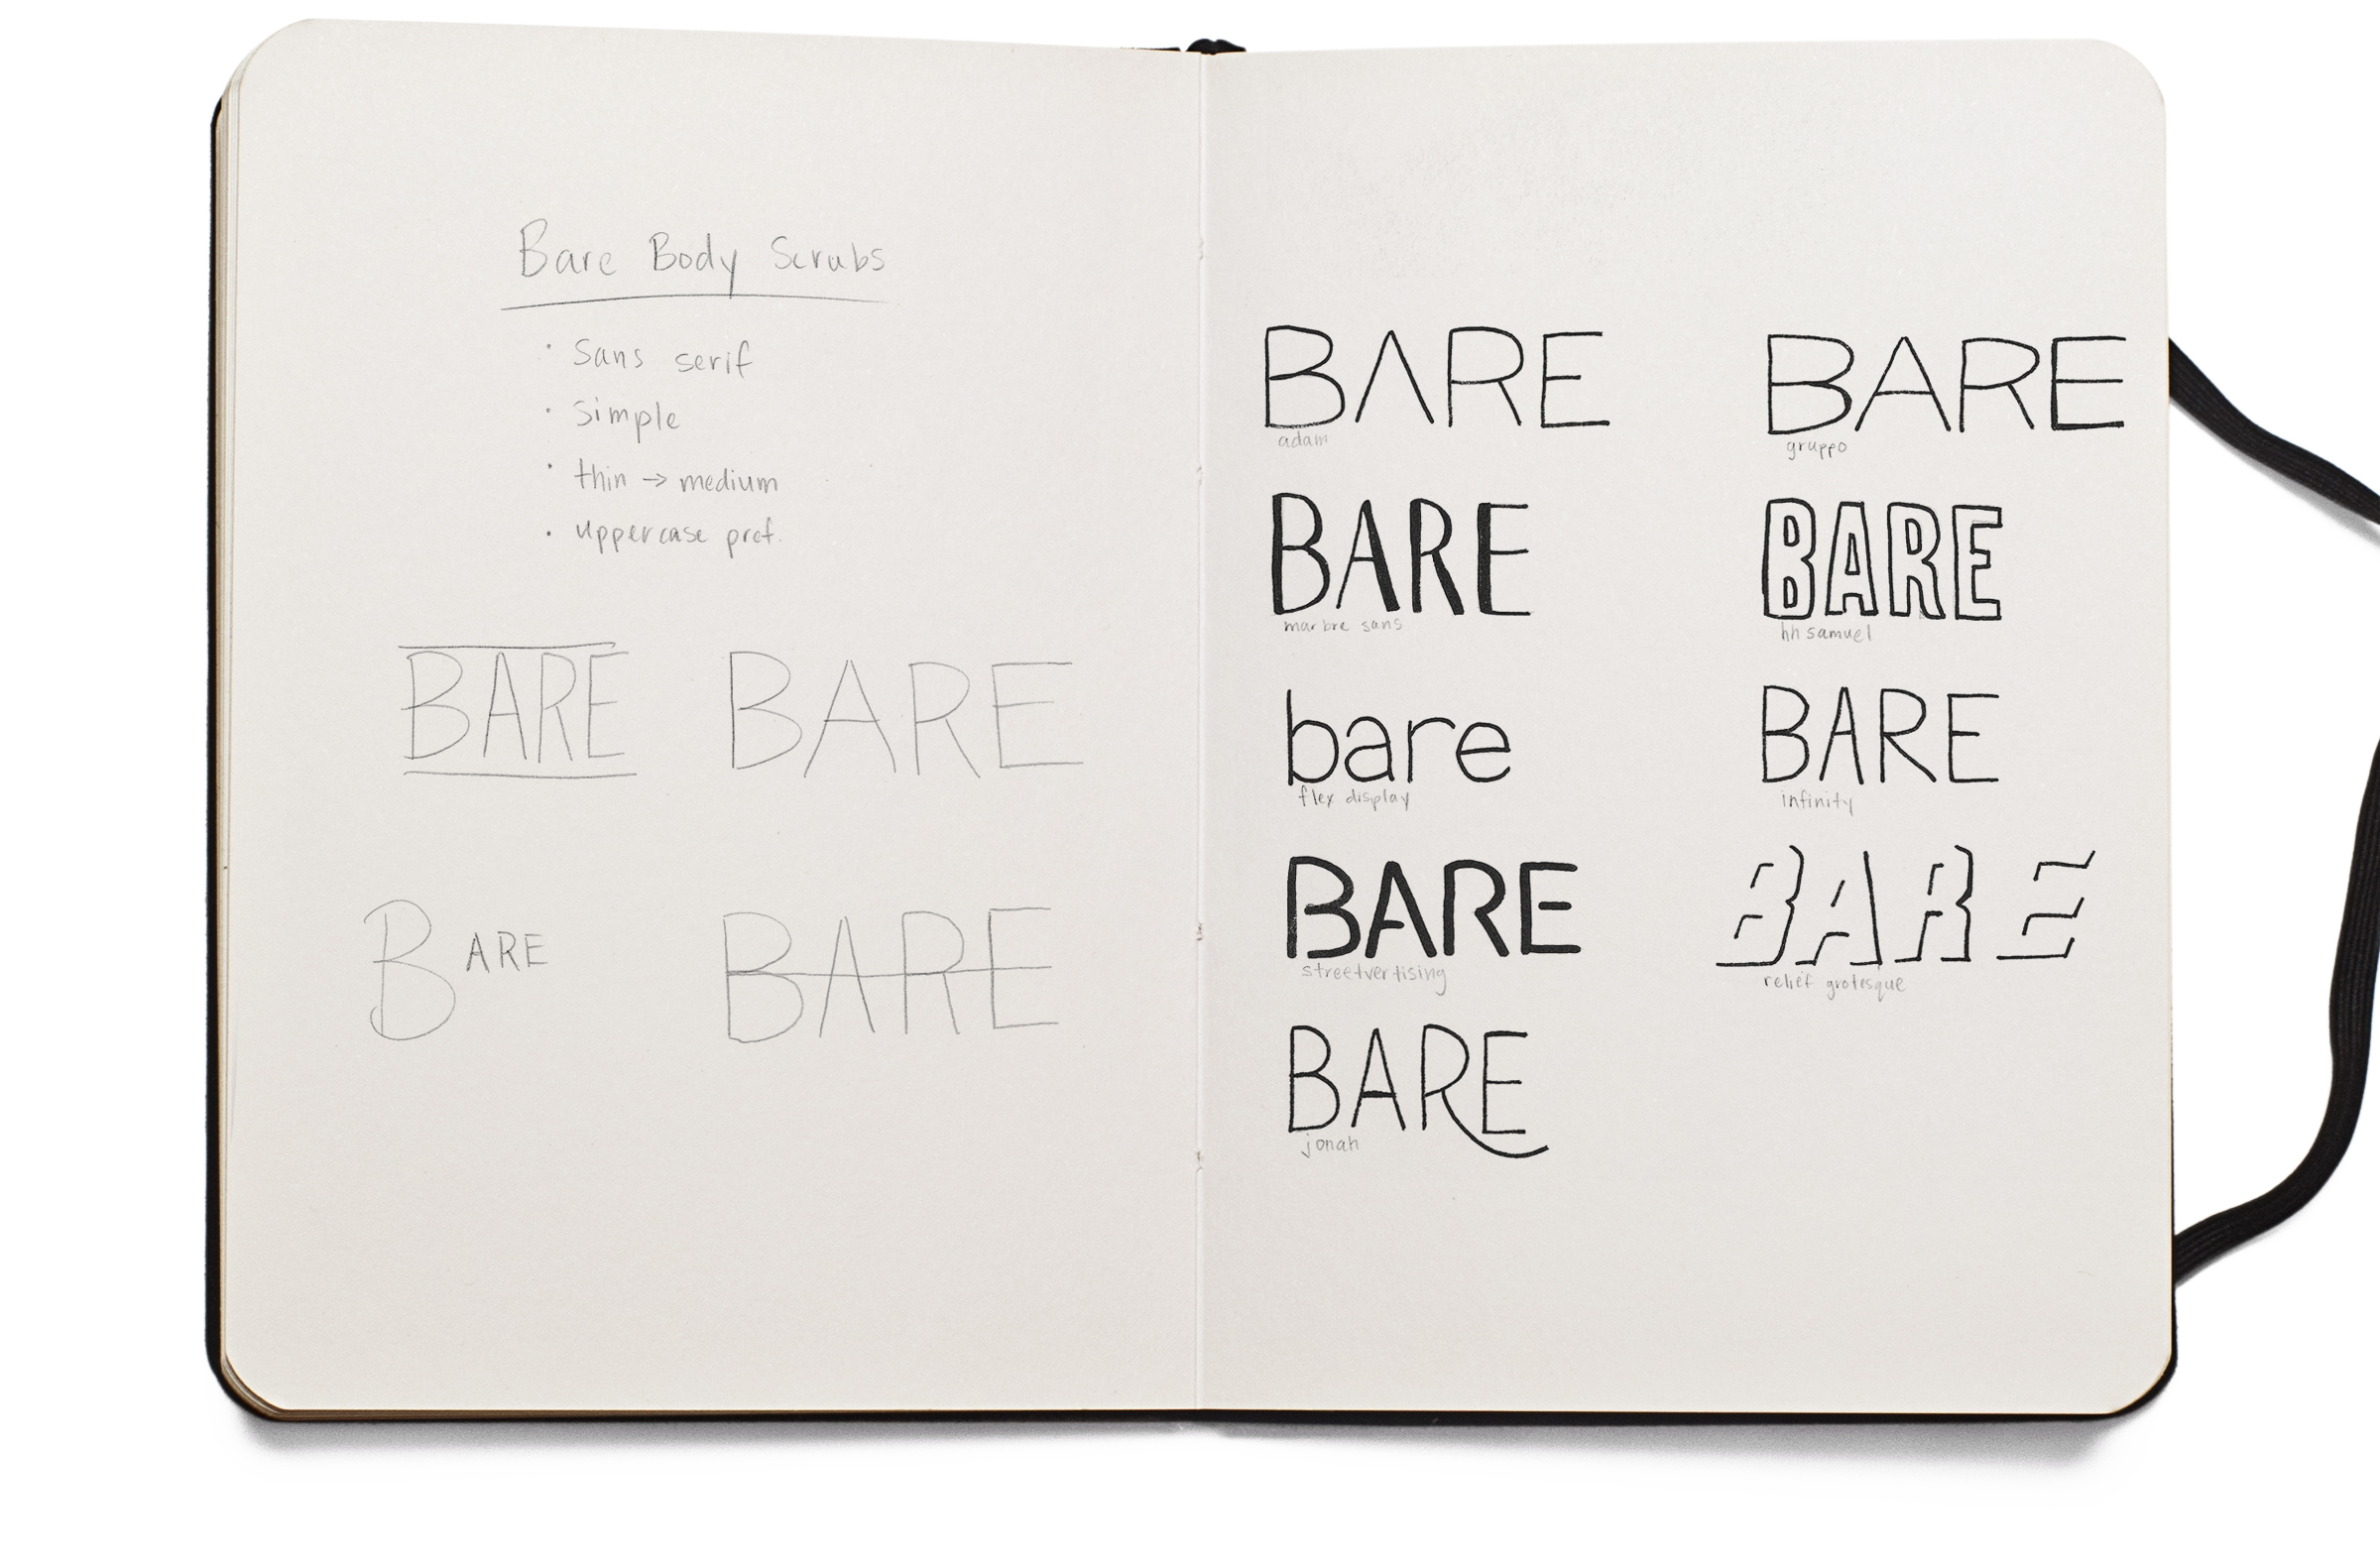 Bare Body Scrubs
· sans serif
· simple
· thin → medium
· uppercase pref.
BARE
BARE
BARE
BARE
BARE
adam
BARE
gruppo
BARE
marbre sans
BARE
hh samuel
bare
flex display
BARE
infinity
BARE
streetvertising
BARE
relief grotesque
BARE
jonah